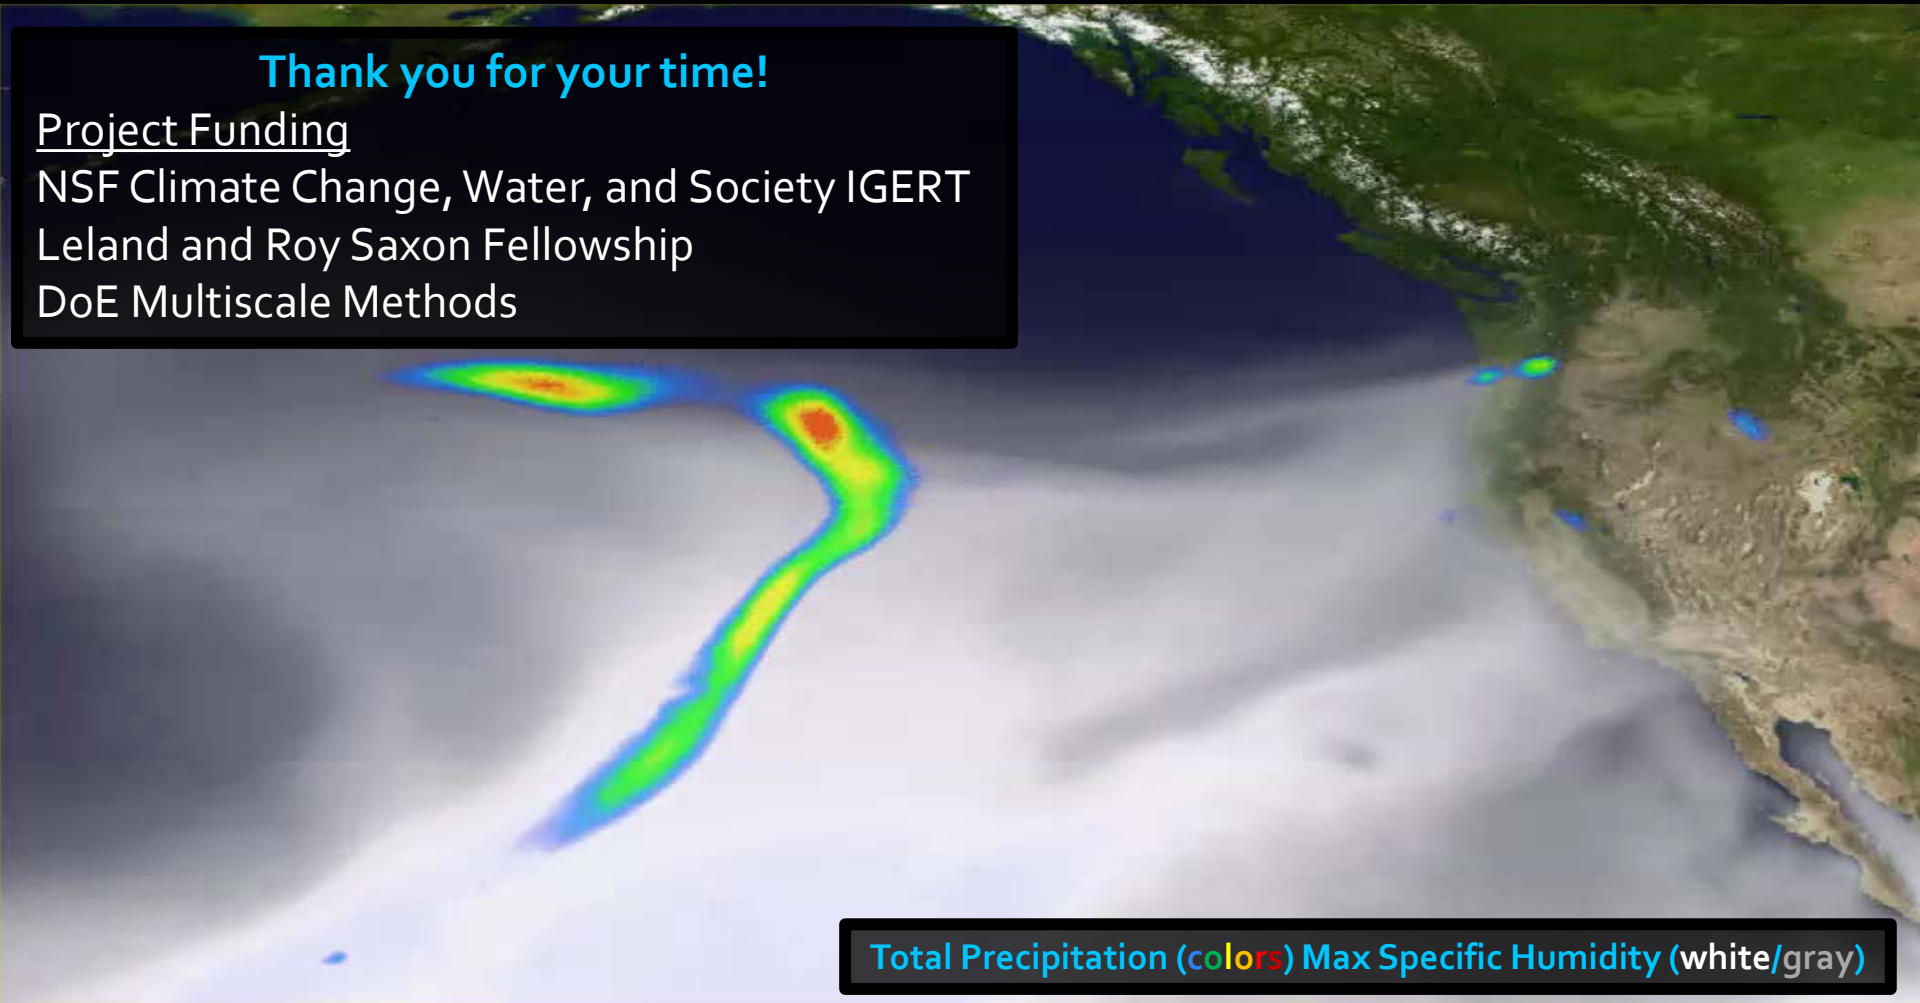 Thank you for your time!
Project Funding
NSF Climate Change, Water, and Society IGERT
Leland and Roy Saxon Fellowship
DoE Multiscale Methods
Total Precipitation (colors) Max Specific Humidity (white/gray)